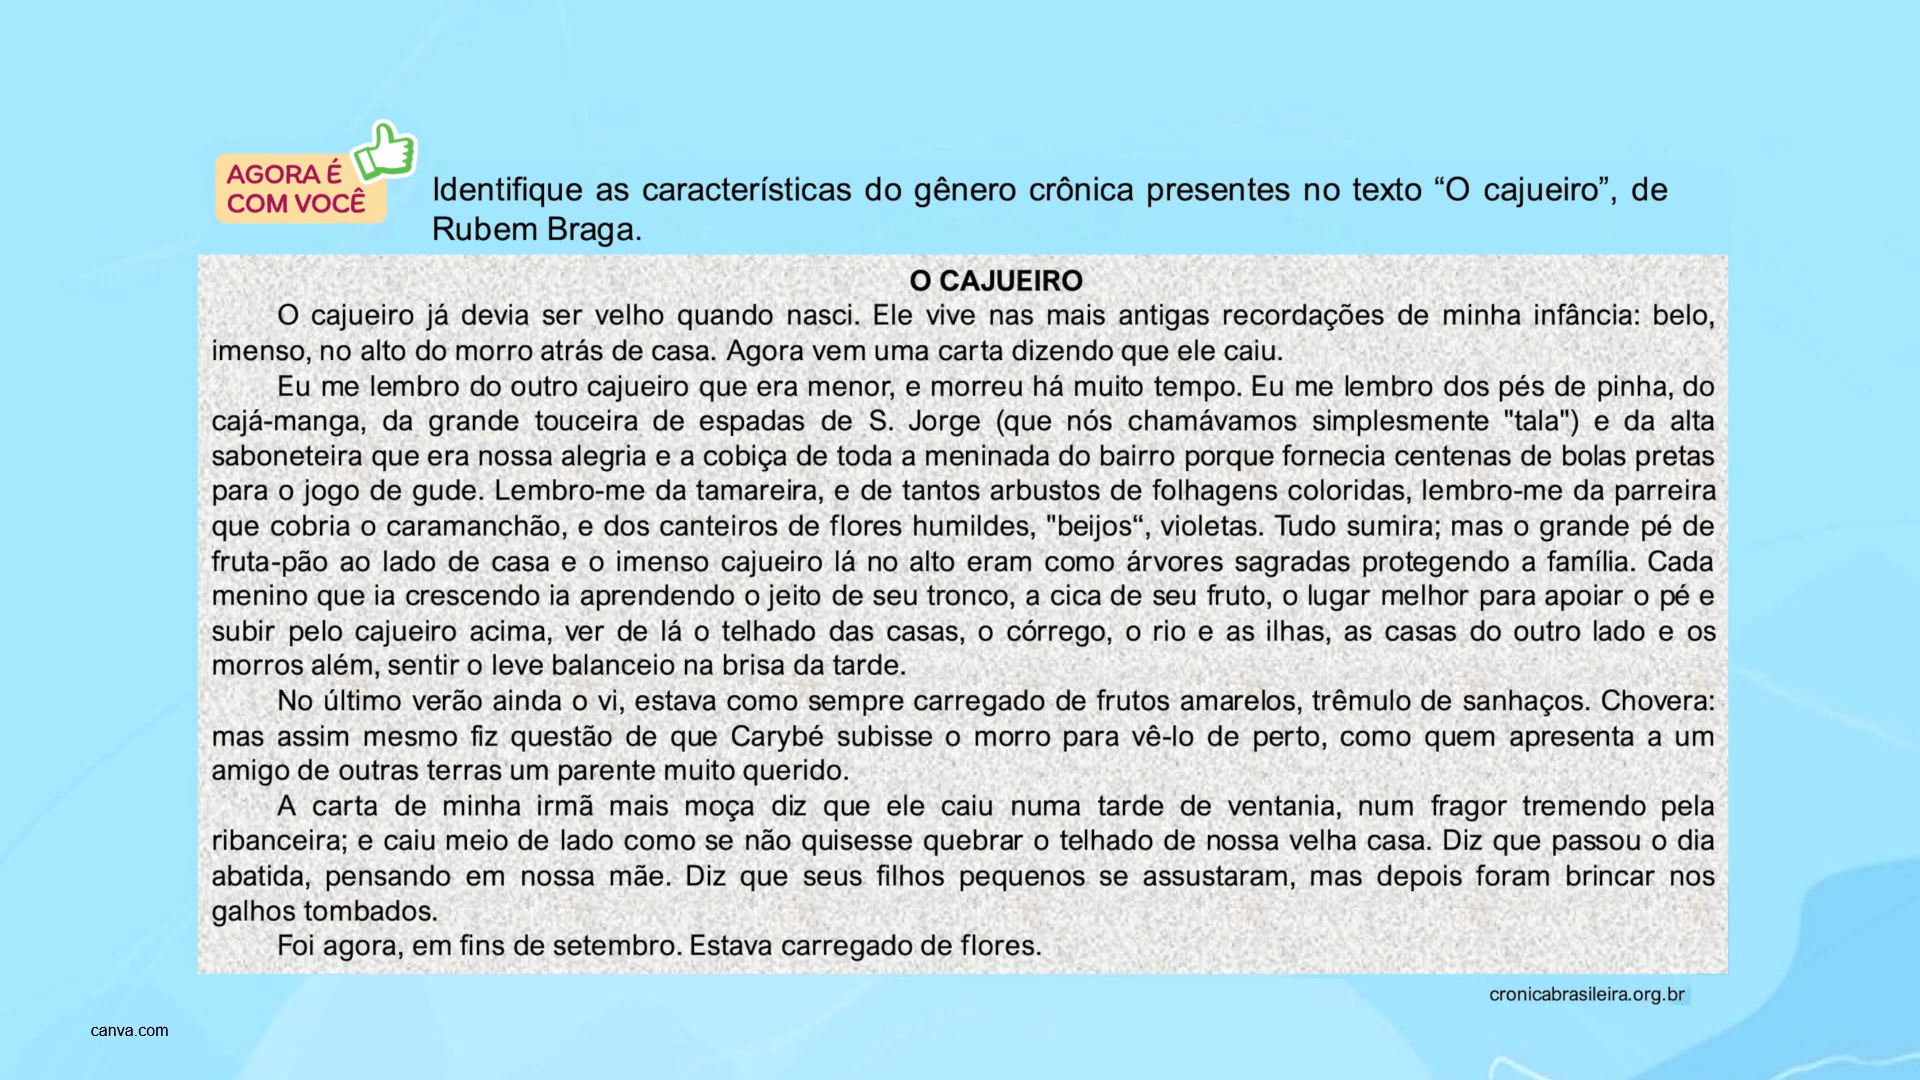 AGORA É
COM VOCÊ
Identifique as características do gênero crônica presentes no texto “O cajueiro”, de
Rubem Braga.
O CAJUEIRO
O cajueiro já devia ser velho quando nasci. Ele vive nas mais antigas recordações de minha infância: belo,
imenso, no alto do morro atrás de casa. Agora vem uma carta dizendo que ele caiu.
Eu me lembro do outro cajueiro que era menor, e morreu há muito tempo. Eu me lembro dos pés de pinha, do
cajá-manga, da grande touceira de espadas de S. Jorge (que nós chamávamos simplesmente "tala") e da alta
saboneteira que era nossa alegria e a cobiça de toda a meninada do bairro porque fornecia centenas de bolas pretas
para o jogo de gude. Lembro-me da tamareira, e de tantos arbustos de folhagens coloridas, lembro-me da parreira
que cobria o caramanchão, e dos canteiros de flores humildes, "beijos“, violetas. Tudo sumira; mas o grande pé de
fruta-pão ao lado de casa e o imenso cajueiro lá no alto eram como árvores sagradas protegendo a família. Cada
menino que ia crescendo ia aprendendo o jeito de seu tronco, a cica de seu fruto, o lugar melhor para apoiar o pé e
subir pelo cajueiro acima, ver de lá o telhado das casas, o córrego, o rio e as ilhas, as casas do outro lado e os
morros além, sentir o leve balanceio na brisa da tarde.
No último verão ainda o vi, estava como sempre carregado de frutos amarelos, trêmulo de sanhaços. Chovera:
mas assim mesmo fiz questão de que Carybé subisse o morro para vê-lo de perto, como quem apresenta a um
amigo de outras terras um parente muito querido.
A carta de minha irmã mais moça diz que ele caiu numa tarde de ventania, num fragor tremendo pela
ribanceira; e caiu meio de lado como se não quisesse quebrar o telhado de nossa velha casa. Diz que passou o dia
abatida, pensando em nossa mãe. Diz que seus filhos pequenos se assustaram, mas depois foram brincar nos
galhos tombados.
Foi agora, em fins de setembro. Estava carregado de flores.
cronicabrasileira.org.br
canva.com